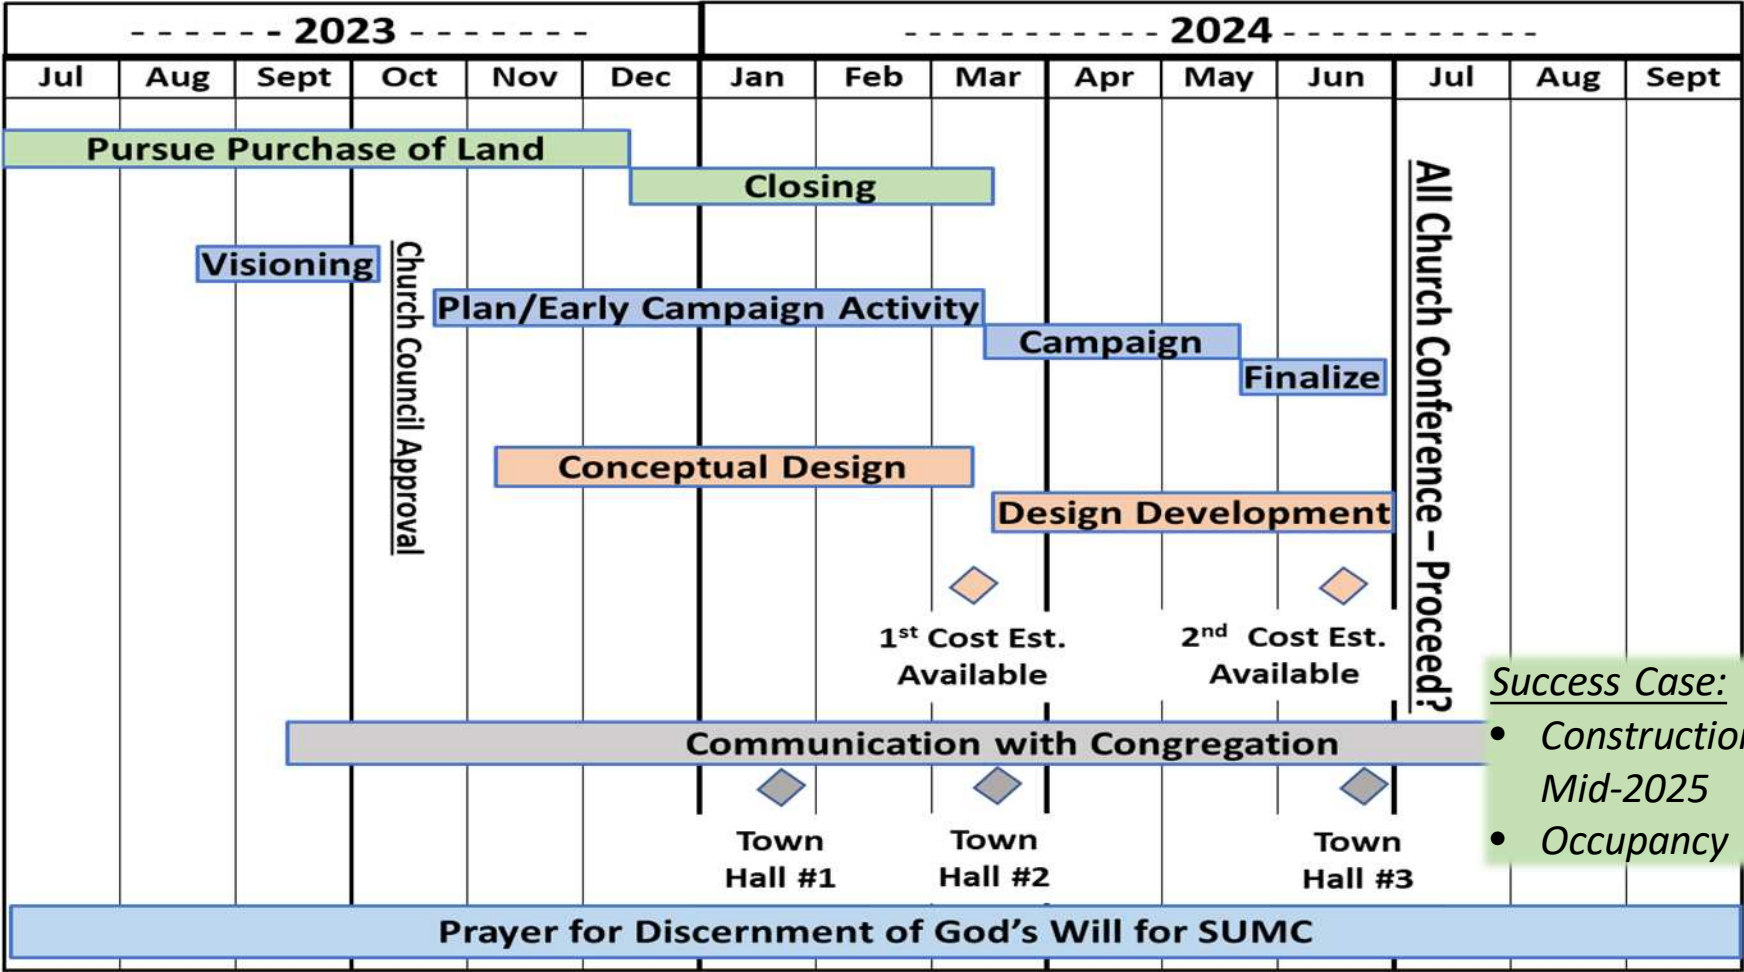 - - - - - - 2023 - - - - - - -
- - - - - - - - - - - 2024 - - - - - - - - - - -
Jul Aug Sept Oct Nov Dec Jan Feb Mar Apr May Jun Jul Aug Sept
Pursue Purchase of Land
Closing
Visioning
Church Council Approval
Plan/Early Campaign Activity
Campaign
Finalize
All Church Conference – Proceed?
Conceptual Design
Design Development
1st Cost Est.
Available
2nd Cost Est.
Available
Success Case:
• Construction
Mid-2025
• Occupancy
Communication with Congregation
Town
Hall #1
Town
Hall #2
Town
Hall #3
Prayer for Discernment of God's Will for SUMC